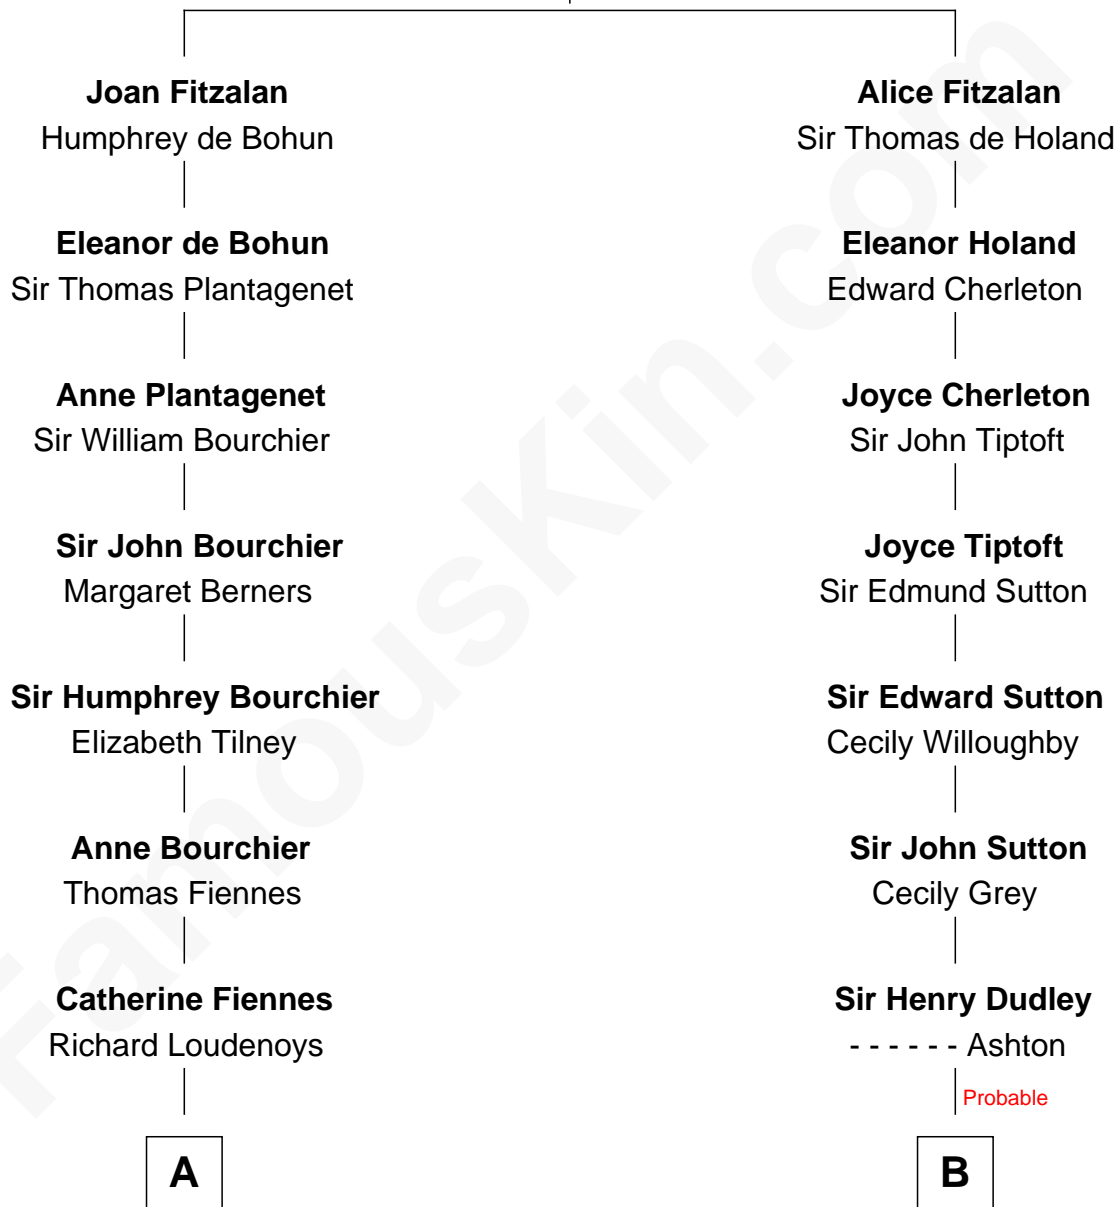 Joan Fitzalan
Humphrey de Bohun
Eleanor de Bohun
Sir Thomas Plantagenet
Anne Plantagenet
Sir William Bourchier
Sir John Bourchier
Margaret Berners
Sir Humphrey Bourchier
Elizabeth Tilney
Anne Bourchier
Thomas Fiennes
Catherine Fiennes
Richard Loudenoys
A
Alice Fitzalan
Sir Thomas de Holand
Eleanor Holand
Edward Cherleton
Joyce Cherleton
Sir John Tiptoft
Joyce Tiptoft
Sir Edmund Sutton
Sir Edward Sutton
Cecily Willoughby
Sir John Sutton
Cecily Grey
Sir Henry Dudley
- - - - - - Ashton
Probable
B
FamousKin.com